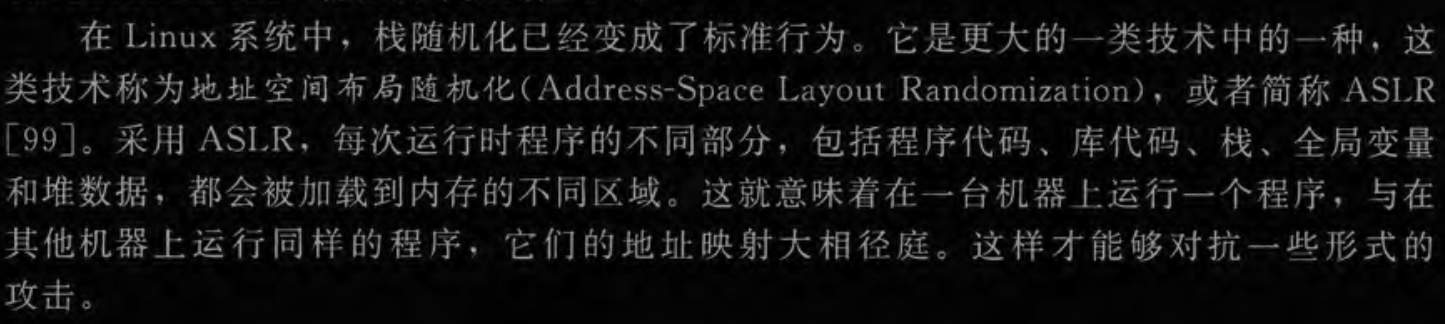 在 Linux 系统中，栈随机化已经变成了标准行为。它是更大的一类技术中的一种，这
类技术称为地址空间布局随机化(Address-Space Layout Randomization)，或者简称 ASLR
[99]。采用 ASLR，每次运行时程序的不同部分，包括程序代码、库代码、栈、全局变量
和堆数据，都会被加载到内存的不同区域。这就意味着在一台机器上运行一个程序，与在
其他机器上运行同样的程序，它们的地址映射大相径庭。这样才能够对抗一些形式的
攻击。